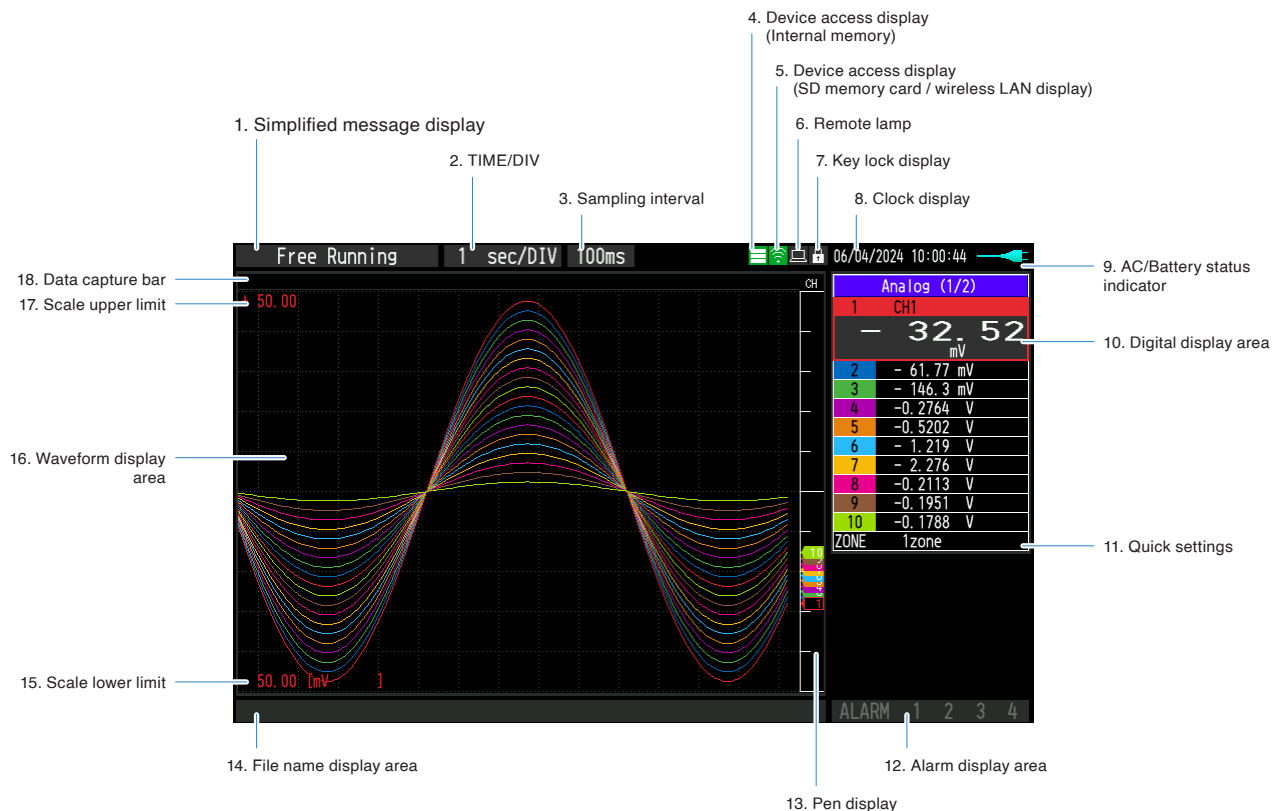 4. Device access display
(Internal memory)
5. Device access display
(SD memory card / wireless LAN display)
1. Simplified message display
6. Remote lamp
2. TIME/DIV
7. Key lock display
3. Sampling interval
8. Clock display
Free Running
1 sec/DIV
100ms
06/04/2024 10:00:44
18. Data capture bar
9. AC/Battery status
indicator
CH
Analog (1/2)
17. Scale upper limit
50.00
1 CH1
- 32.52
mV
10. Digital display area
2 - 61.77 mV
3 - 146.3 mV
4 -0.2764 V
5 -0.5202 V
6 - 1.219 V
7 - 2.276 V
8 -0.2113 V
9 -0.1951 V
10 -0.1788 V
ZONE 1zone
16. Waveform display
area
11. Quick settings
10
1
15. Scale lower limit
50.00 [mV ]
ALARM 1 2 3 4
14. File name display area
12. Alarm display area
13. Pen display